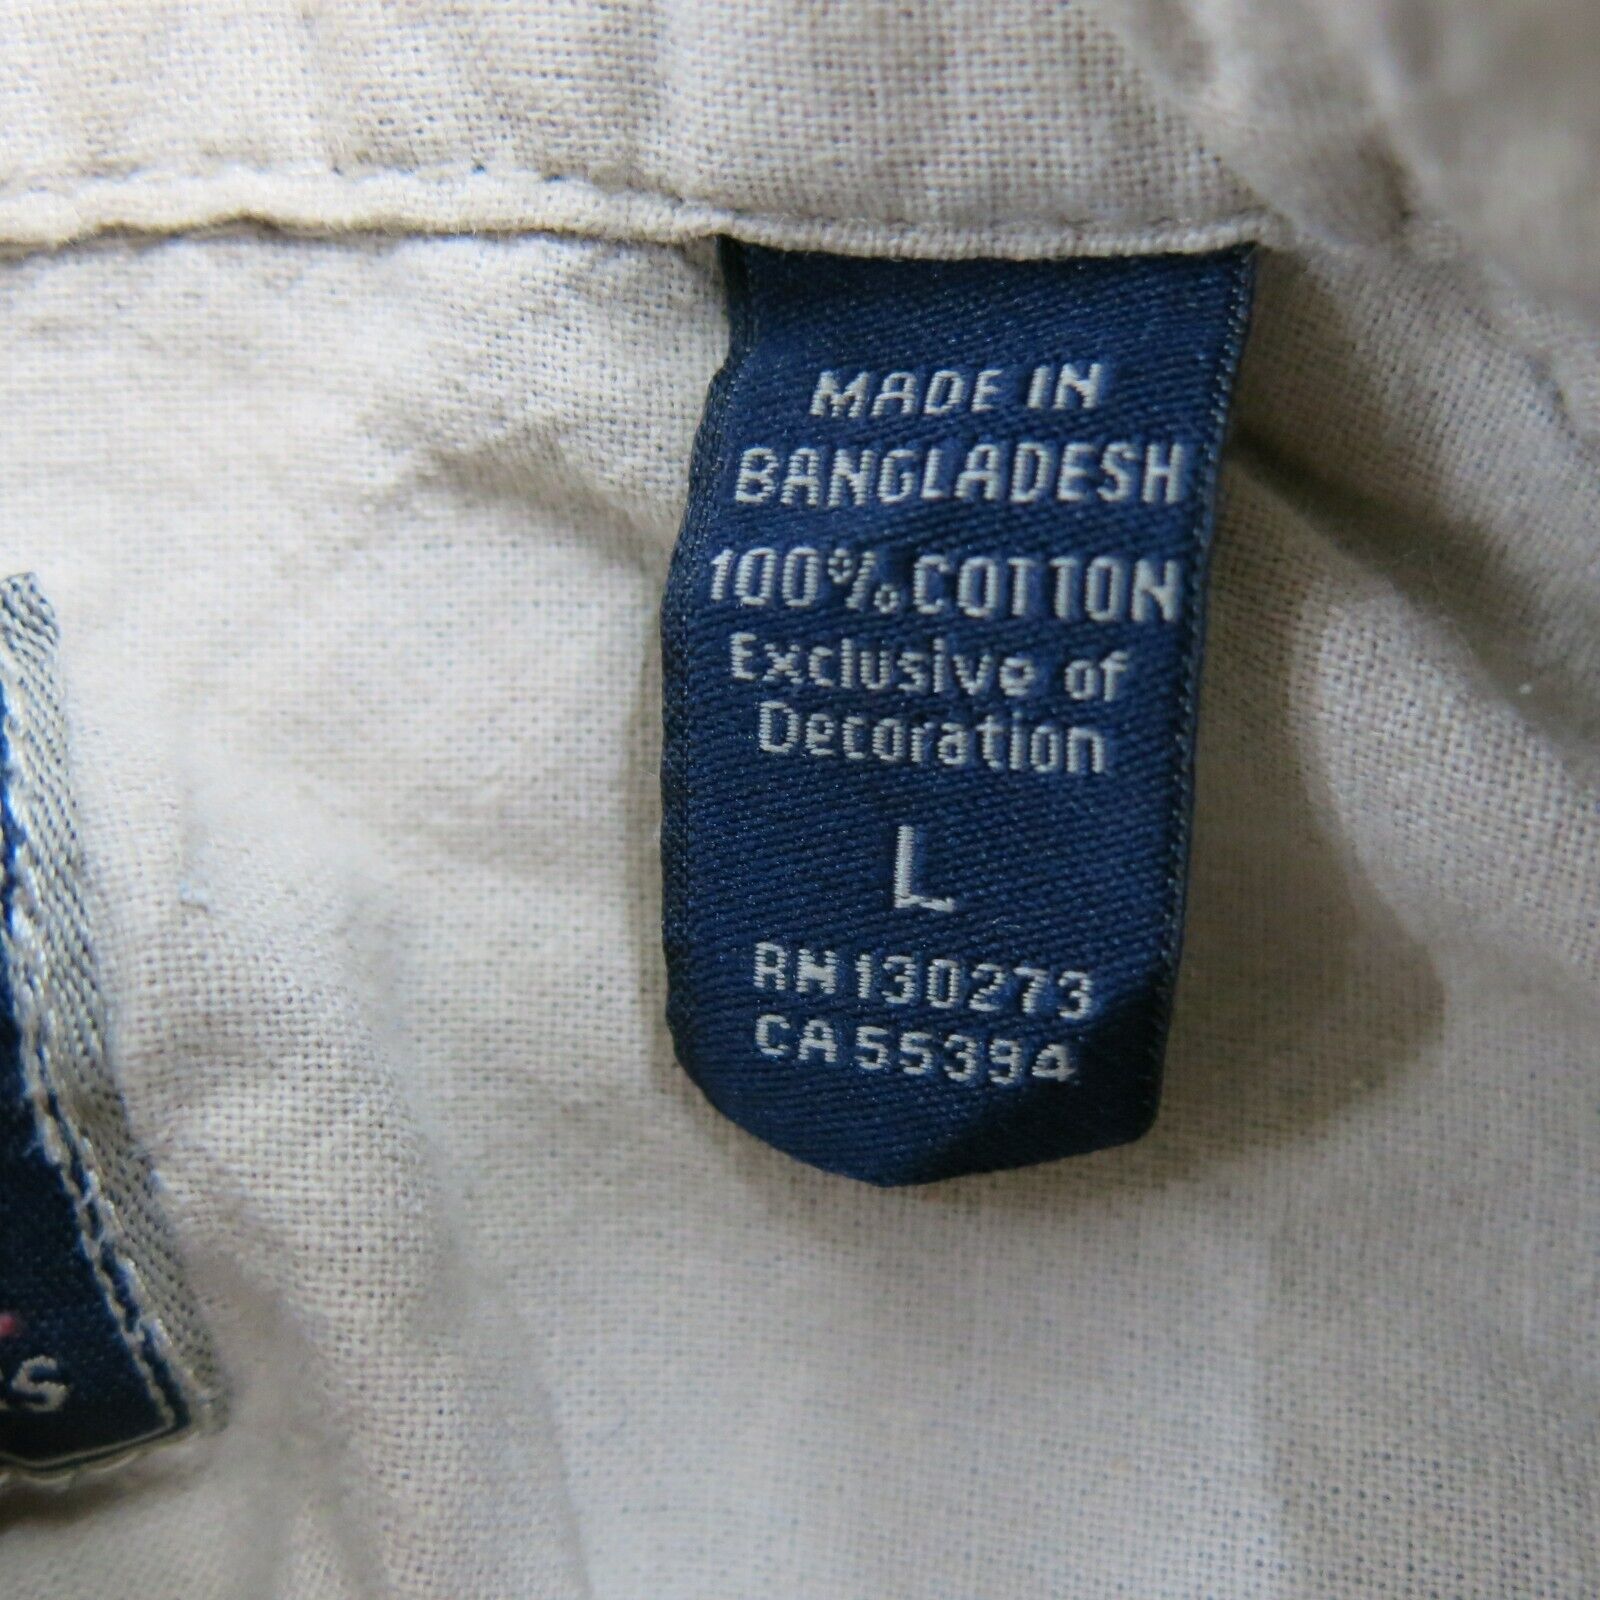 MADE IN
BANGLADESH
100% COTTON
Exclusive of
Decoration
L
RN 130273
CA 55394